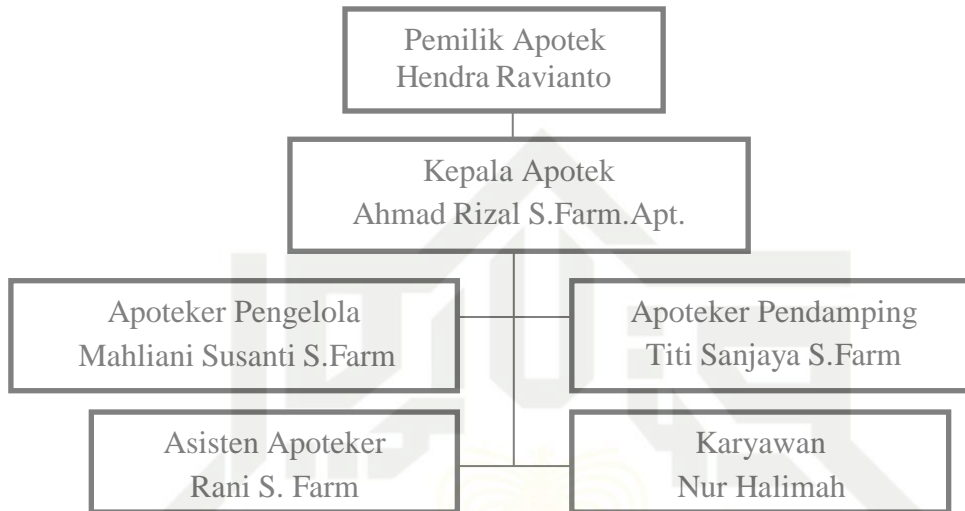 Pemilik Apotek
Hendra Ravianto
Kepala Apotek
Ahmad Rizal S.Farm.Apt.
Apoteker Pengelola
Mahliani Susanti S.Farm
Apoteker Pendamping
Titi Sanjaya S.Farm
Asisten Apoteker
Rani S. Farm
Karyawan
Nur Halimah